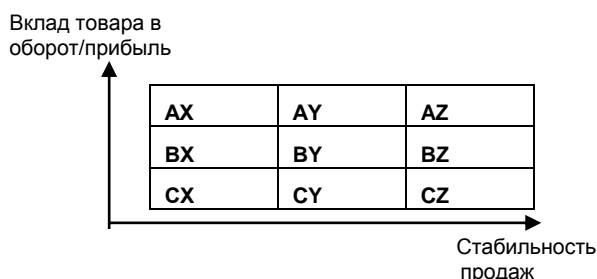 Вклад товара в
оборот/прибыль
AX AY AZ
BX BY BZ
CX CY CZ
Стабильность
продаж